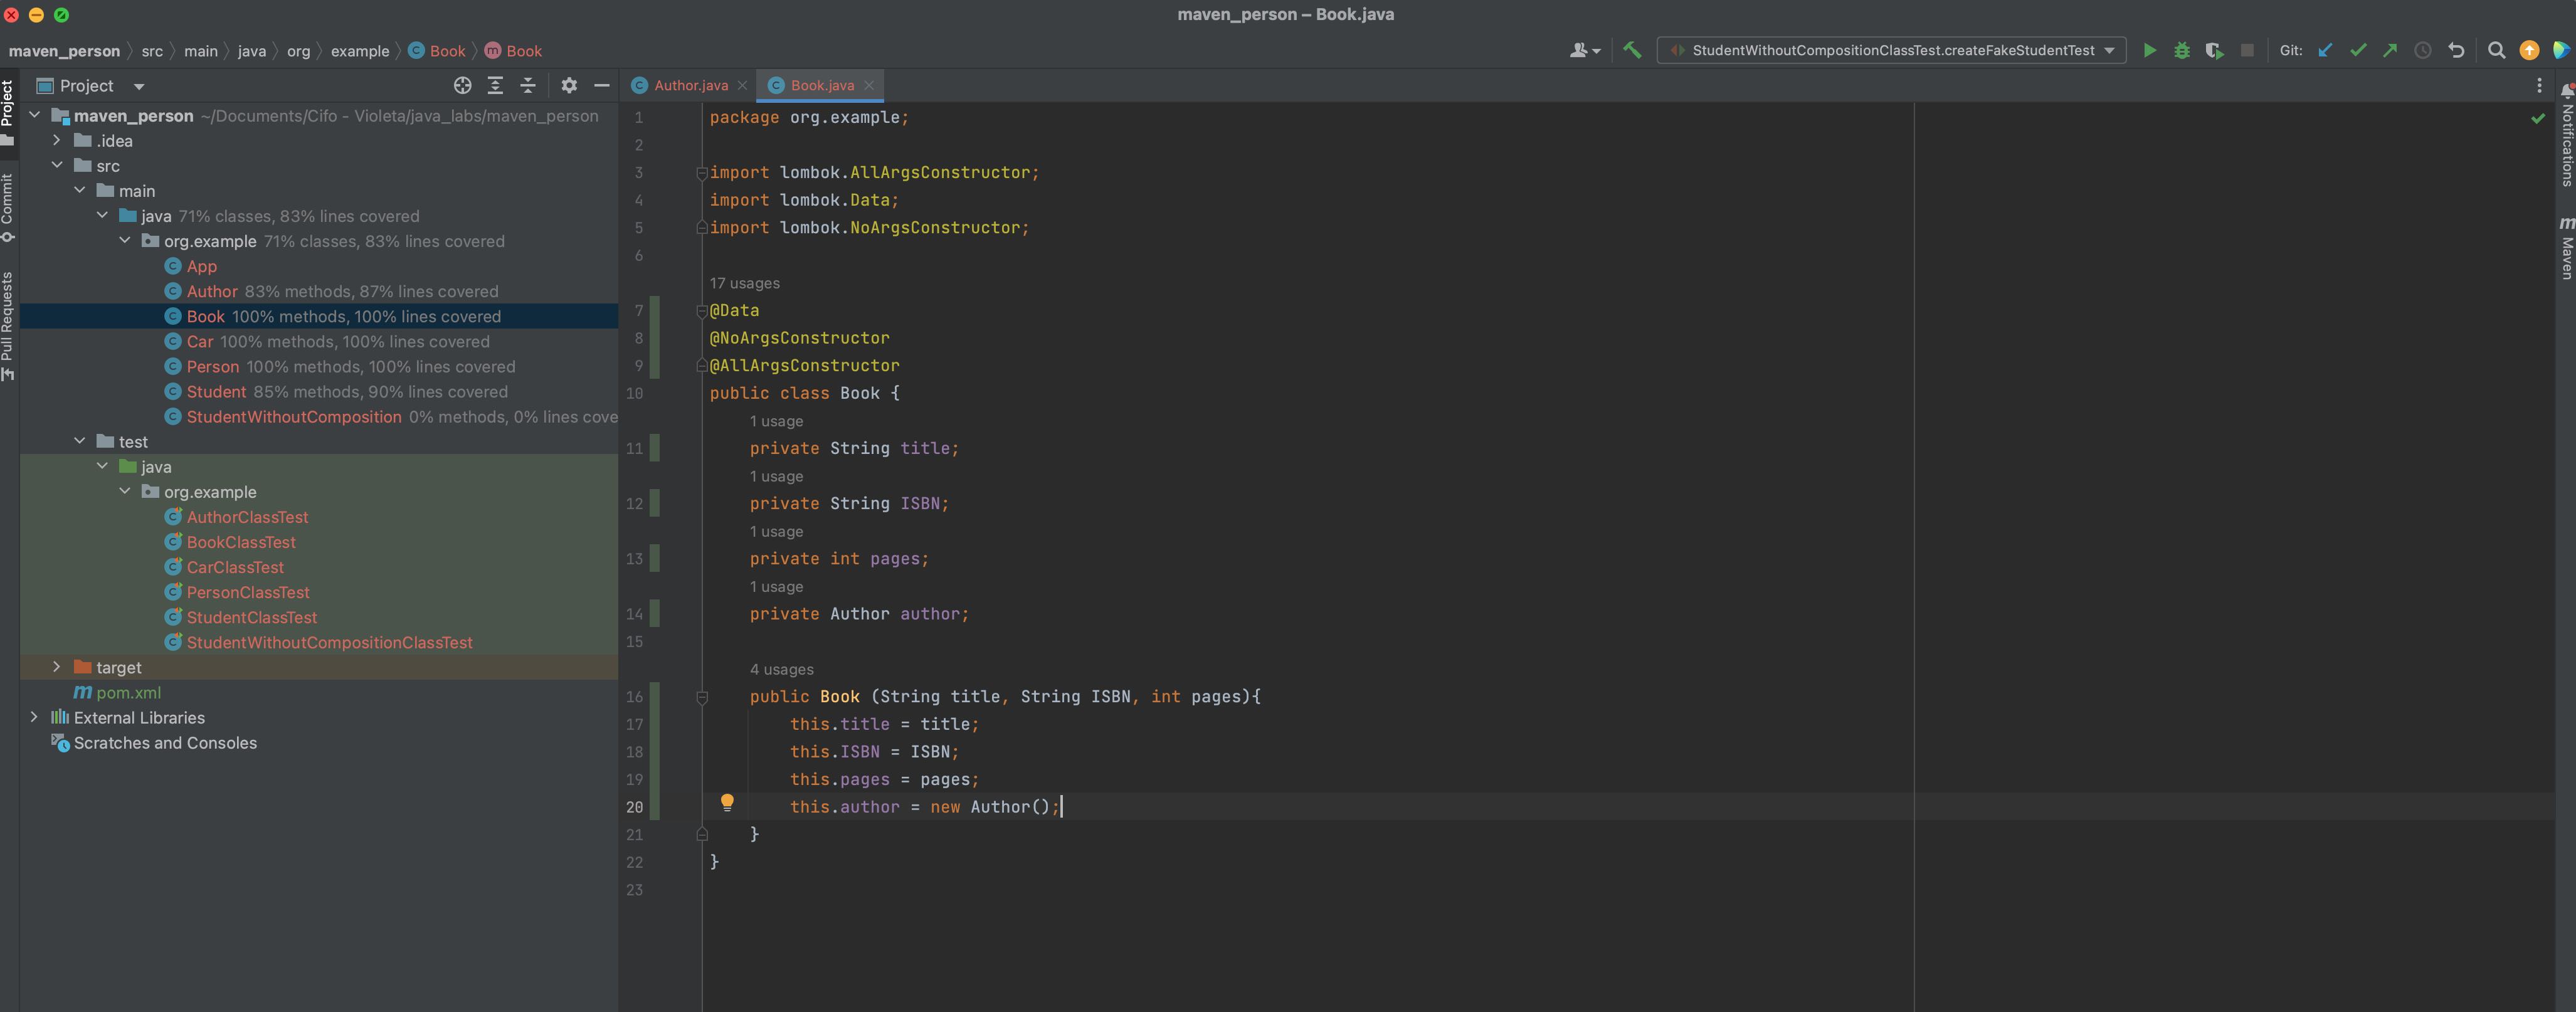 maven_person – Book.java
maven_person src main java org example Book Book
StudentWithoutCompositionClassTest.createFakeStudentTest Git:
Project
Author.java Book.java
Project
Commit
Pull Requests
maven_person ~/Documents/Cifo - Violeta/java_labs/maven_person
.idea
src
main
java 71% classes, 83% lines covered
org.example 71% classes, 83% lines covered
App
Author 83% methods, 87% lines covered
Book 100% methods, 100% lines covered
Car 100% methods, 100% lines covered
Person 100% methods, 100% lines covered
Student 85% methods, 90% lines covered
StudentWithoutComposition 0% methods, 0% lines cove
test
java
org.example
AuthorClassTest
BookClassTest
CarClassTest
PersonClassTest
StudentClassTest
StudentWithoutCompositionClassTest
target
pom.xml
External Libraries
Scratches and Consoles
1 package org.example;
2
3 import lombok.AllArgsConstructor;
4 import lombok.Data;
5 import lombok.NoArgsConstructor;
6
17 usages
7 @Data
8 @NoArgsConstructor
9 @AllArgsConstructor
10 public class Book {
1 usage
11 private String title;
1 usage
12 private String ISBN;
1 usage
13 private int pages;
1 usage
14 private Author author;
15
4 usages
16 public Book (String title, String ISBN, int pages){
17 this.title = title;
18 this.ISBN = ISBN;
19 this.pages = pages;
20 this.author = new Author();
21 }
22 }
23
Notifications
Maven